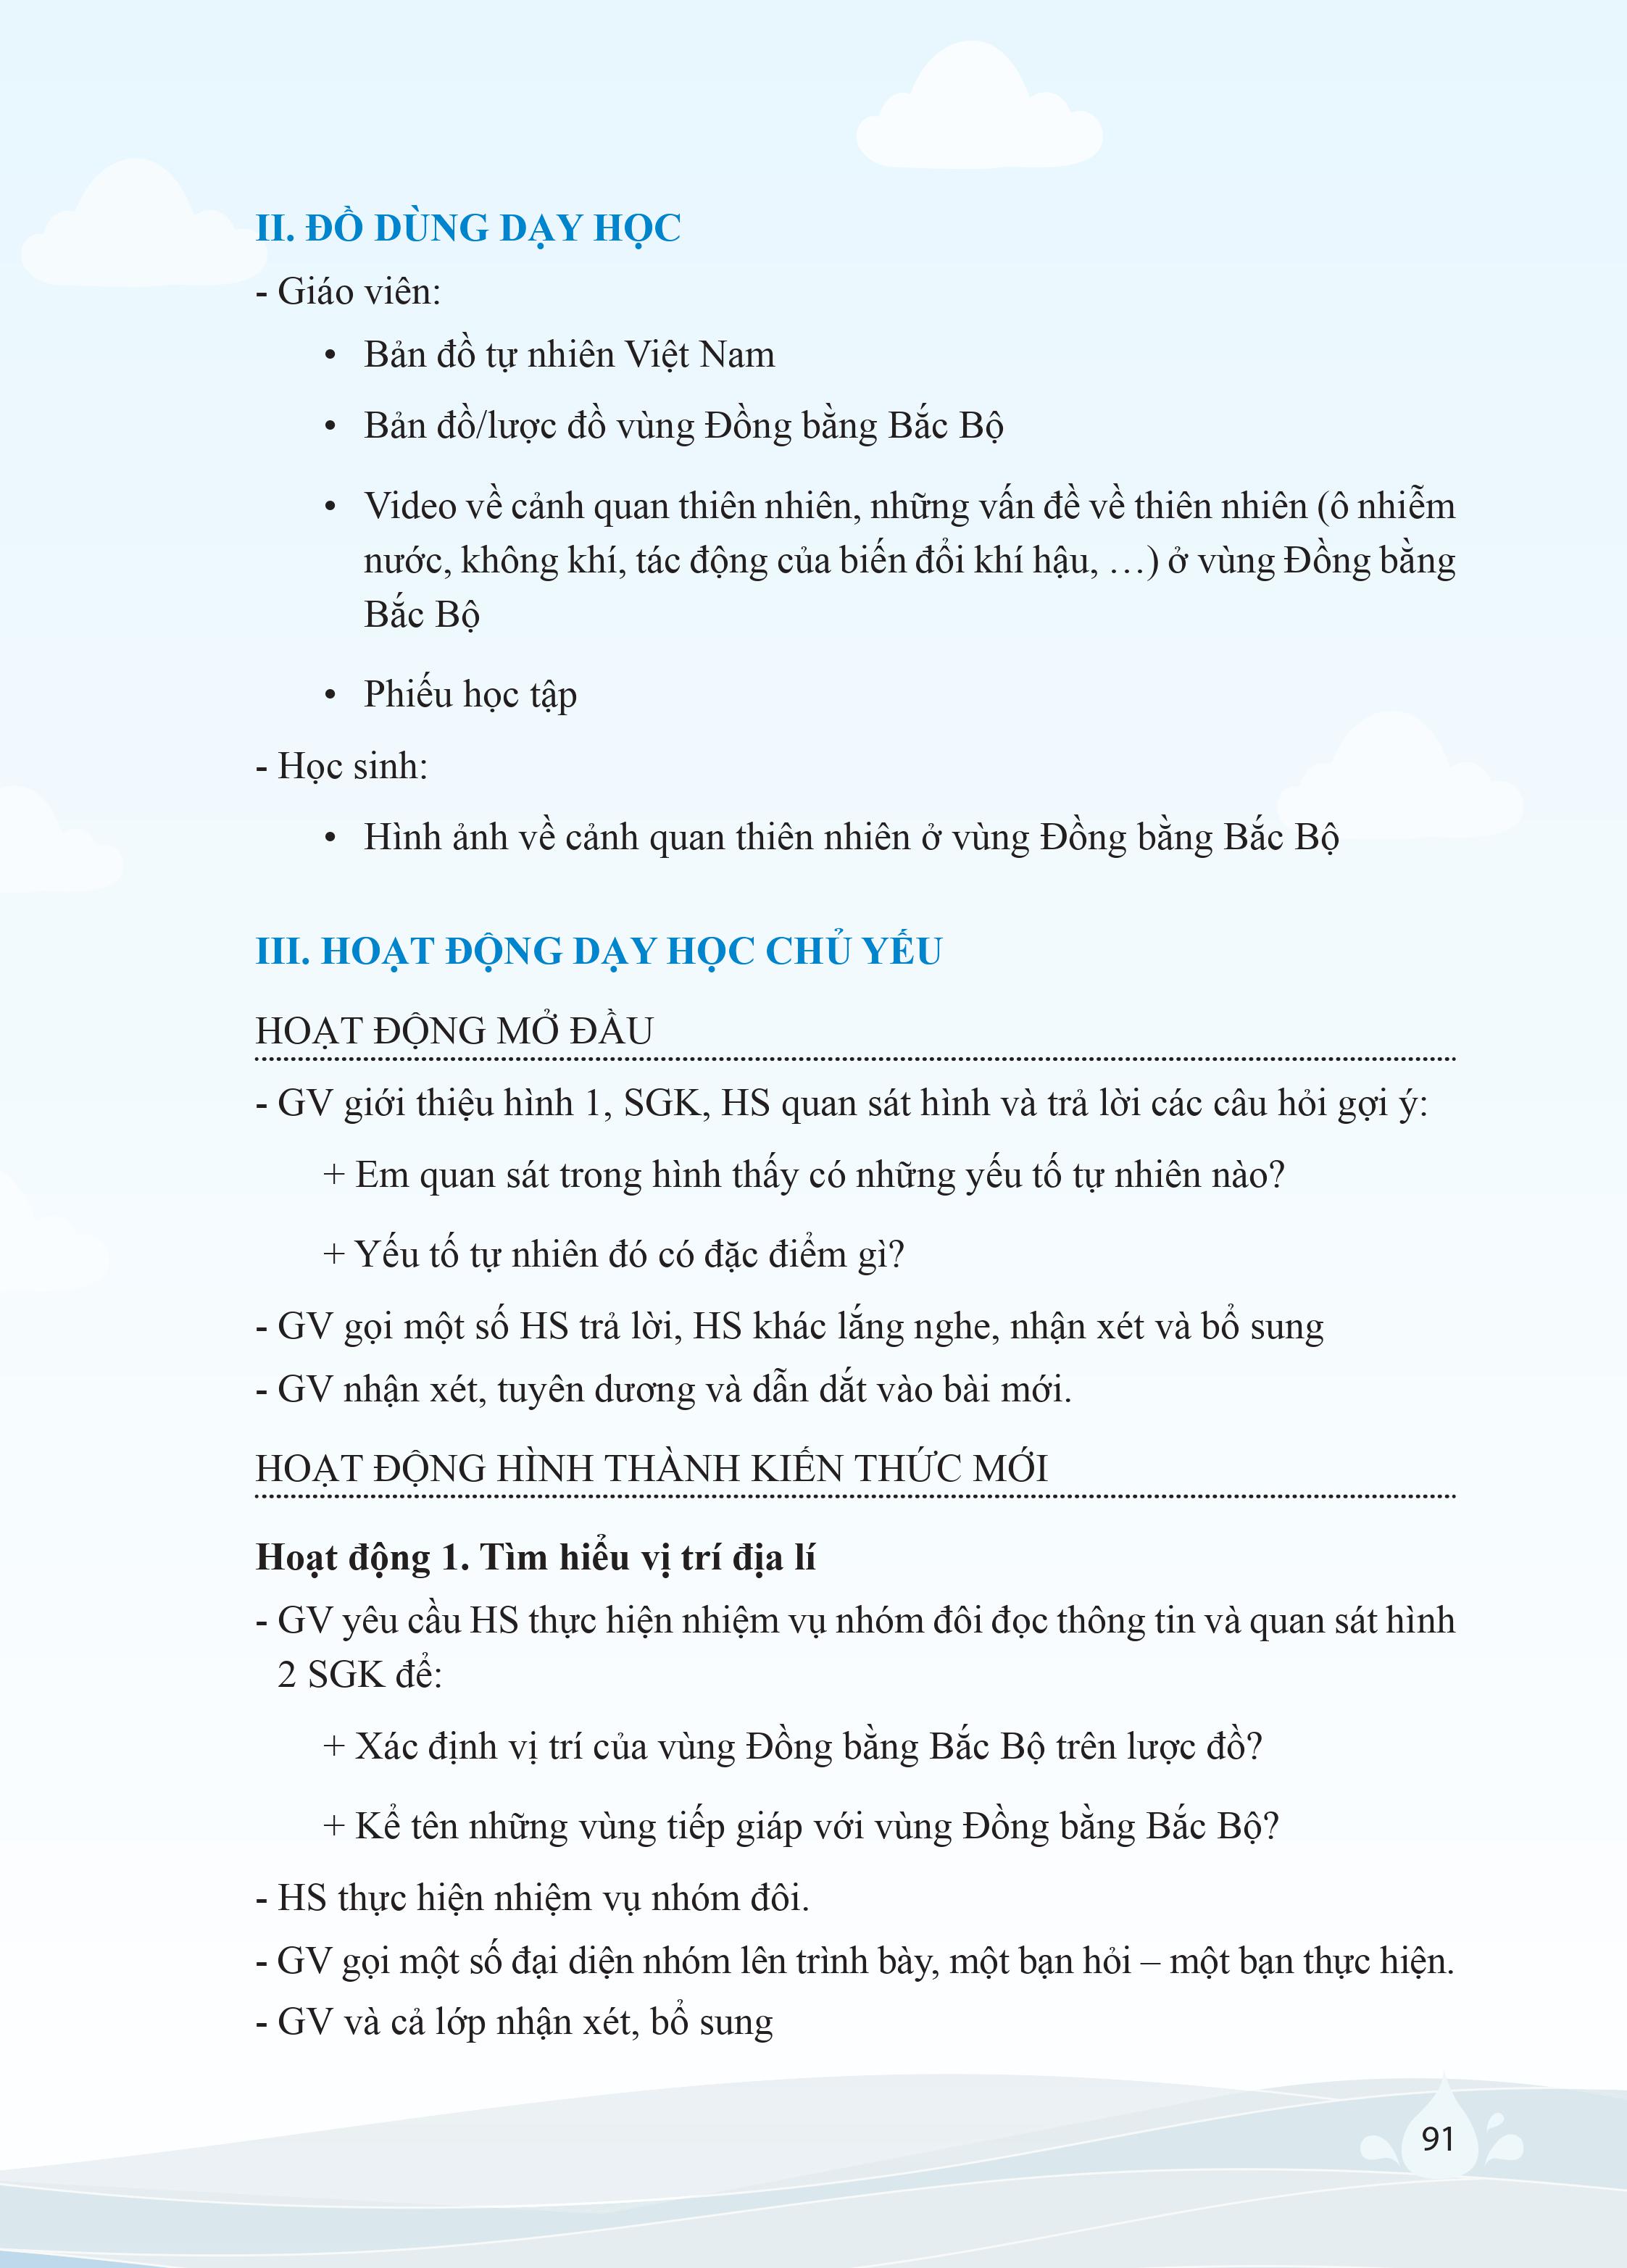 II. ĐỒ DÙNG DẠY HỌC
- Giáo viên:
• Bản đồ tự nhiên Việt Nam
• Bản đồ/lược đồ vùng Đồng bằng Bắc Bộ
• Video về cảnh quan thiên nhiên, những vấn đề về thiên nhiên (ô nhiễm
nước, không khí, tác động của biến đổi khí hậu, …) ở vùng Đồng bằng
Bắc Bộ
• Phiếu học tập
- Học sinh:
• Hình ảnh về cảnh quan thiên nhiên ở vùng Đồng bằng Bắc Bộ
III. HOẠT ĐỘNG DẠY HỌC CHỦ YẾU
HOẠT ĐỘNG MỞ ĐẦU
- GV giới thiệu hình 1, SGK, HS quan sát hình và trả lời các câu hỏi gợi ý:
+ Em quan sát trong hình thấy có những yếu tố tự nhiên nào?
+ Yếu tố tự nhiên đó có đặc điểm gì?
- GV gọi một số HS trả lời, HS khác lắng nghe, nhận xét và bổ sung
- GV nhận xét, tuyên dương và dẫn dắt vào bài mới.
HOẠT ĐỘNG HÌNH THÀNH KIẾN THỨC MỚI
Hoạt động 1. Tìm hiểu vị trí địa lí
- GV yêu cầu HS thực hiện nhiệm vụ nhóm đôi đọc thông tin và quan sát hình
2 SGK để:
+ Xác định vị trí của vùng Đồng bằng Bắc Bộ trên lược đồ?
+ Kể tên những vùng tiếp giáp với vùng Đồng bằng Bắc Bộ?
- HS thực hiện nhiệm vụ nhóm đôi.
- GV gọi một số đại diện nhóm lên trình bày, một bạn hỏi – một bạn thực hiện.
- GV và cả lớp nhận xét, bổ sung
91